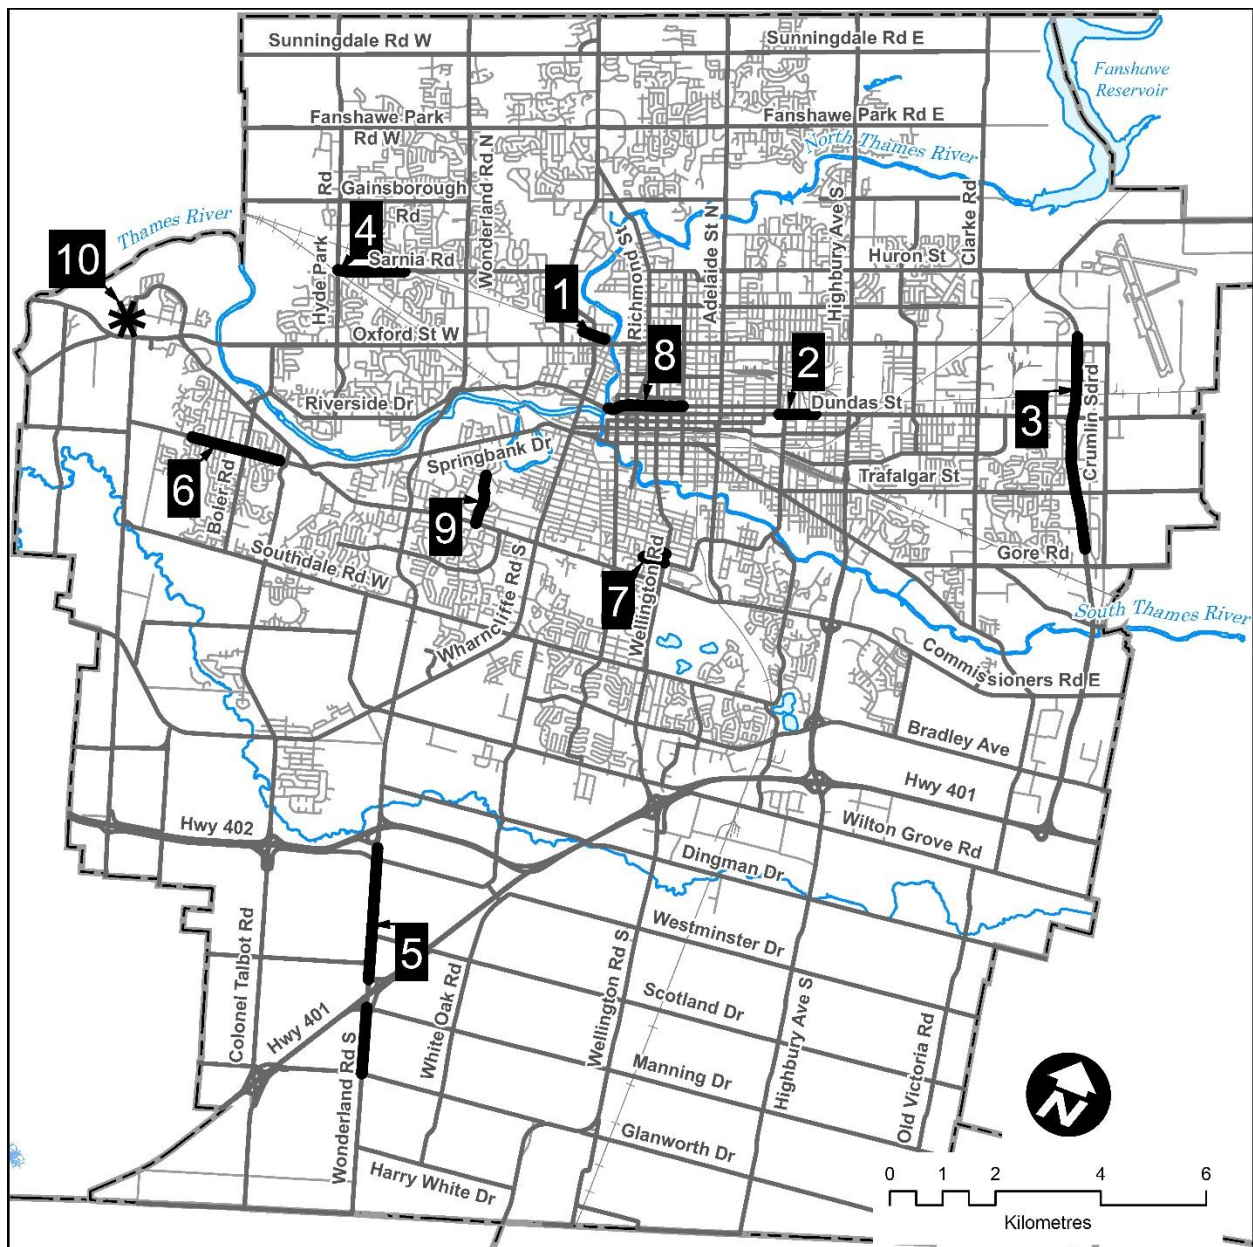 Sunningdale Rd W
Sunningdale Rd E
Fanshawe
Reservoir
Fanshawe Park
Rd W
Fanshawe Park Rd E
North Thames River
Wonderland Rd N
Gainsborough
Rd
Hyde Park
Rd
Thames River
4
Sarnia Rd
10
1
Richmond St
Adelaide St N
Highbury Ave S
Huron St
Clarke Rd
Oxford St W
8
2
Riverside Dr
Dundas St
3
Crumlin Sdrd
6
Boler Rd
Springbank Dr
9
Trafalgar St
Southdale Rd W
Gore Rd
7
Wellington Rd
Wharncliffe Rd S
South Thames River
Commissioners Rd E
Bradley Ave
Hwy 401
Wilton Grove Rd
Hwy 402
Dingman Dr
Colonel Talbot Rd
5
Westminster Dr
Wellington Rd S
White Oak Rd
Scotland Dr
Highbury Ave S
Hwy 401
Wonderland Rd S
Manning Dr
Old Victoria Rd
N
Glanworth Dr
Harry White Dr
0 1 2 4 6
Kilometres